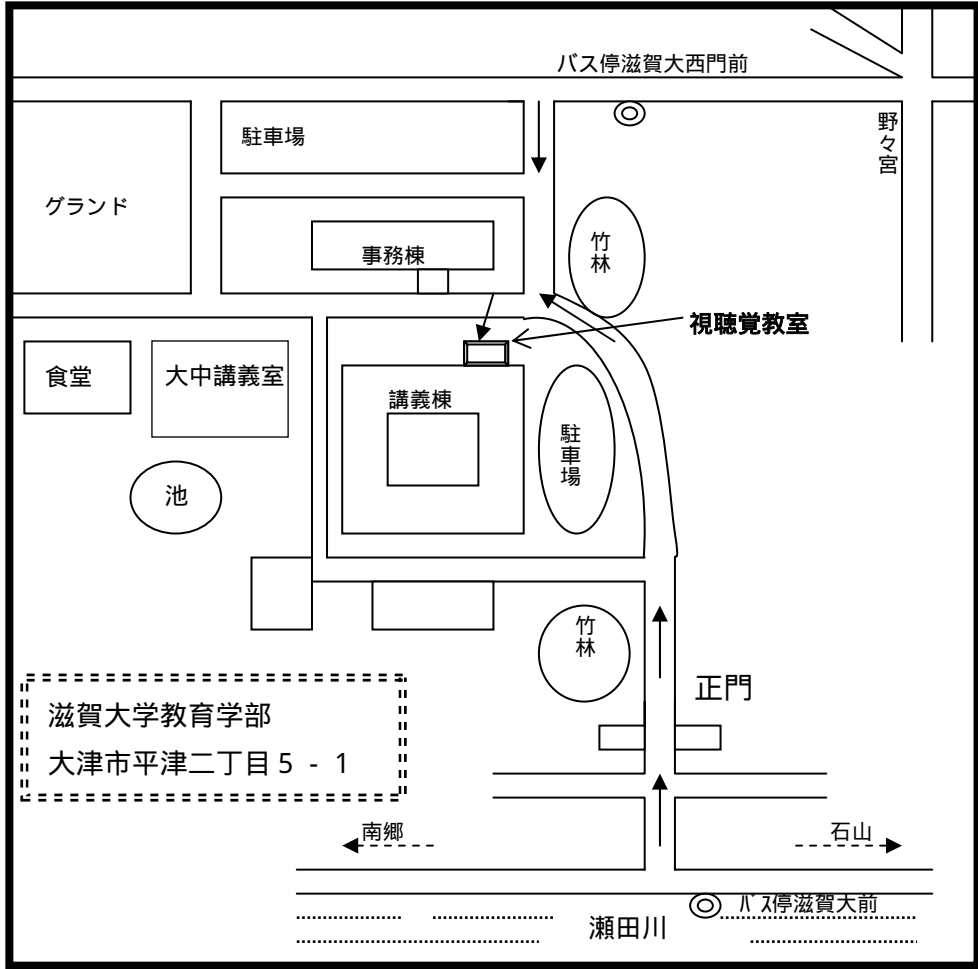 バス停滋賀大西門前
野々宮
駐車場
グランド
竹林
事務棟
視聴覚教室
食堂
大中講義室
講義棟
駐車場
池
竹林
正門
滋賀大学教育学部
大津市平津二丁目5-1
南郷
石山
バス停滋賀大前
瀬田川